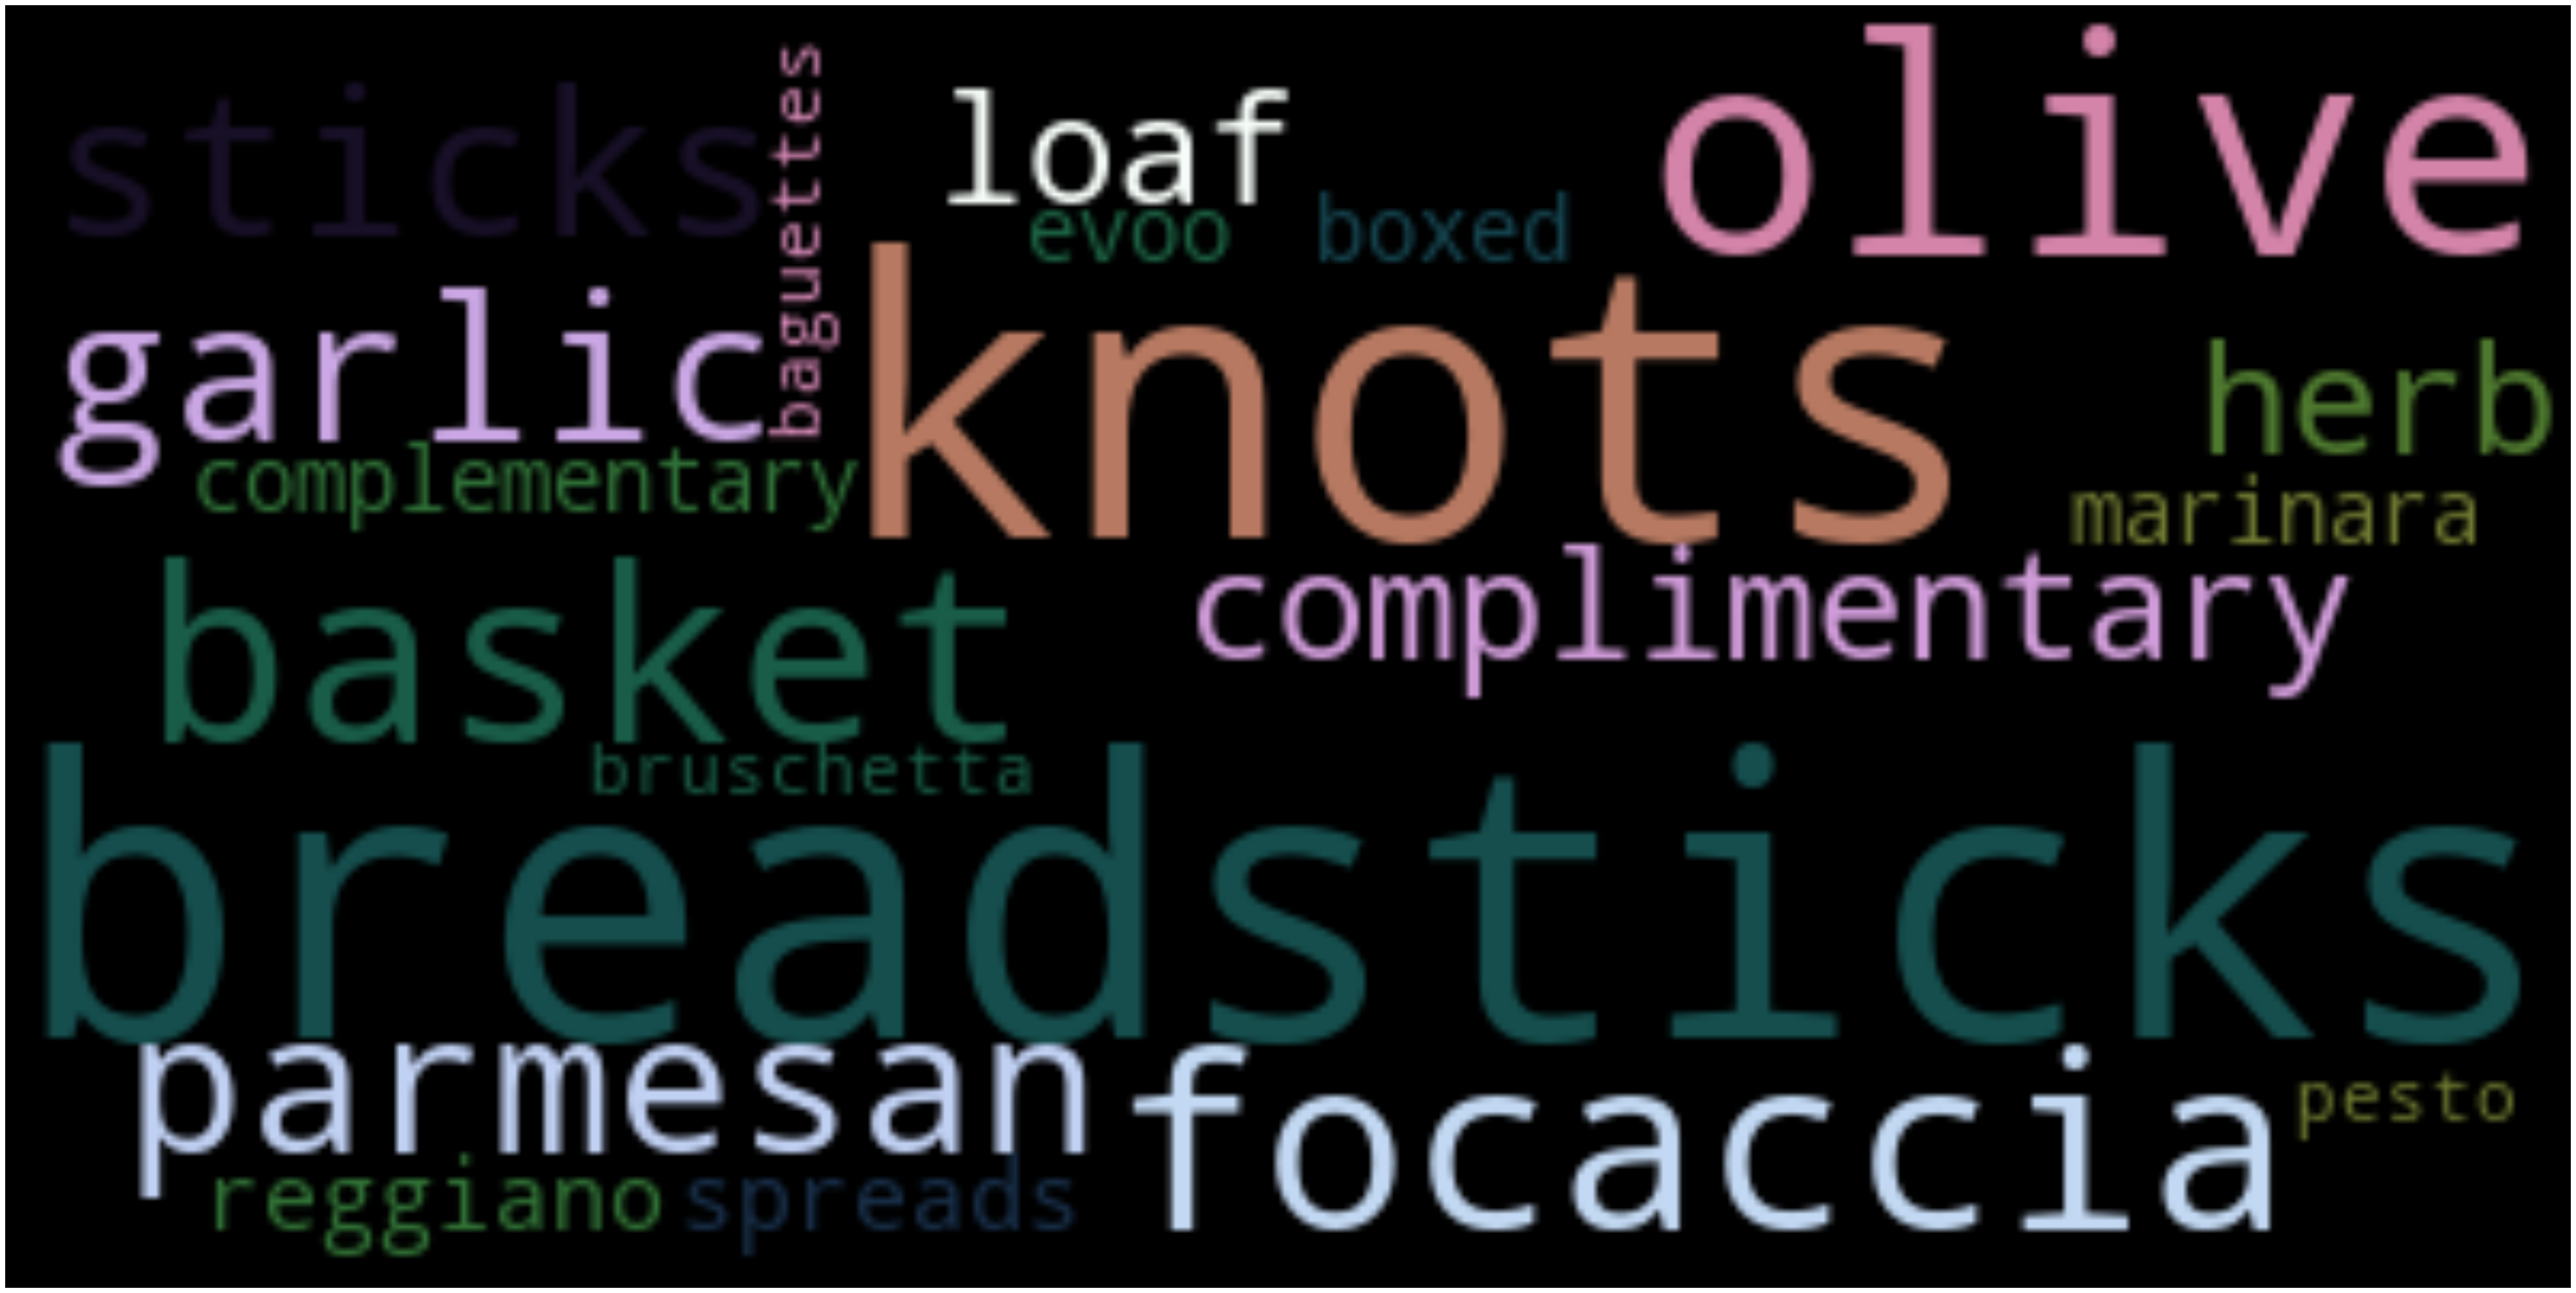 sticks
baguettes
loaf
olive
evoo
boxed
garlic
knots
herb
complementary
marinara
basket
complimentary
bruschetta
breadsticks
parmesan
focaccia
pesto
reggiano
spreads